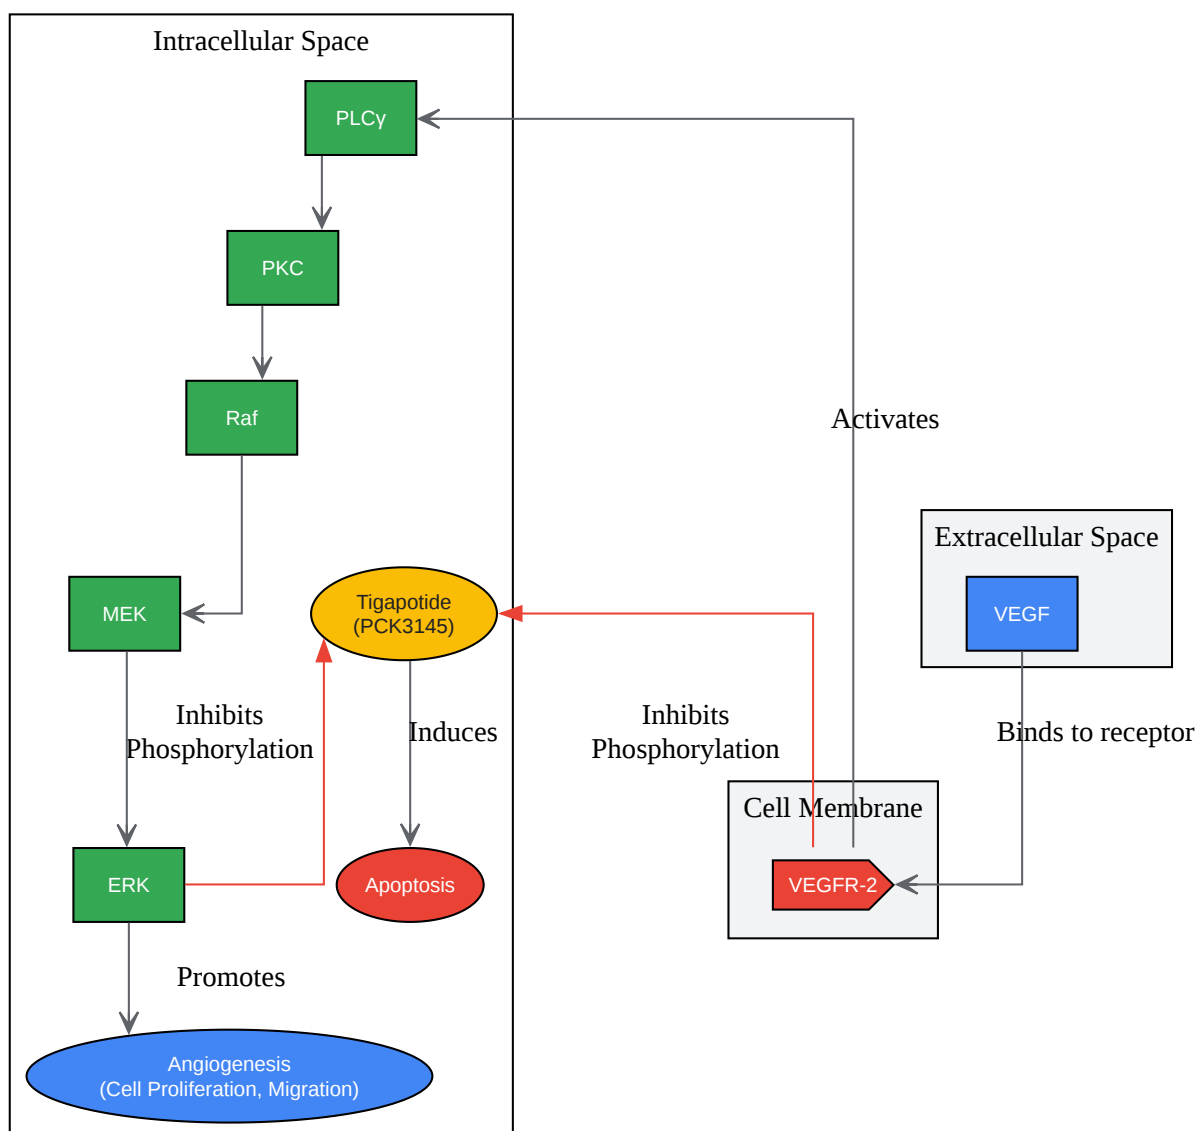 Intracellular Space
PLCγ
PKC
Raf
Activates
Extracellular Space
VEGF
MEK
Tigapotide
(PCK3145)
Inhibits
Phosphorylation
Induces
Inhibits
Phosphorylation
Binds to receptor
Cell Membrane
VEGFR-2
ERK
Apoptosis
Promotes
Angiogenesis
(Cell Proliferation, Migration)